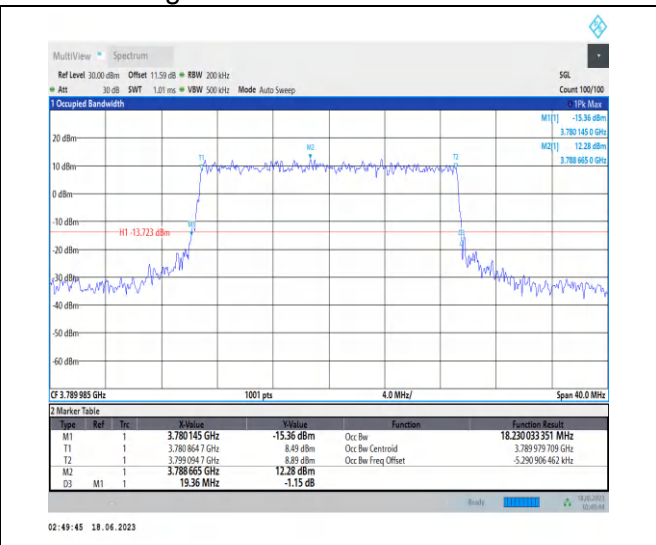 MultiView Spectrum
Ref Level 30.00 dBm Offset 11.59 dB RBW 200 kHz SGL
Att 30 dB SWT 1.01 ms VBW 500 kHz Mode Auto Sweep Count 100/100
1 Occupied Bandwidth 1Pk Max
M1[1] -15.36 dBm
3.780 145 0 GHz
M2[1] 12.28 dBm
3.788 665 0 GHz
20 dBm
M2
T1 T2
10 dBm
0 dBm
-10 dBm
M1
H1 -13.723 dBm
D3
-20 dBm
-30 dBm
-40 dBm
-50 dBm
-60 dBm
CF 3.789 985 GHz 1001 pts 4.0 MHz/ Span 40.0 MHz
2 Marker Table
Type Ref Trc X-Value Y-Value Function Function Result
M1 1 3.780145 GHz -15.36 dBm Occ Bw 18.230 033 351 MHz
T1 1 3.780 864 7 GHz 8.49 dBm Occ Bw Centroid 3.789 979 709 GHz
T2 1 3.799 094 7 GHz 8.89 dBm Occ Bw Freq Offset -5.290 906 462 kHz
M2 1 3.788 665 GHz 12.28 dBm
D3 M1 1 19.36 MHz -1.15 dB
Ready
02:49:45 18.06.2023